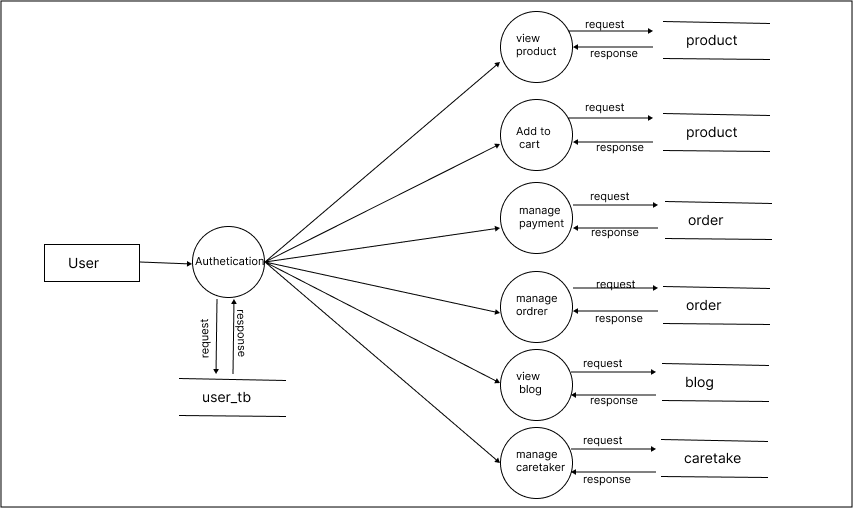 request
view
product
response
product
request
Add to
cart
response
product
request
manage
payment
response
order
User
Authetication
request
manage
ordrer
response
order
request
response
user_tb
request
view
blog
response
blog
request
manage
caretaker
response
caretake